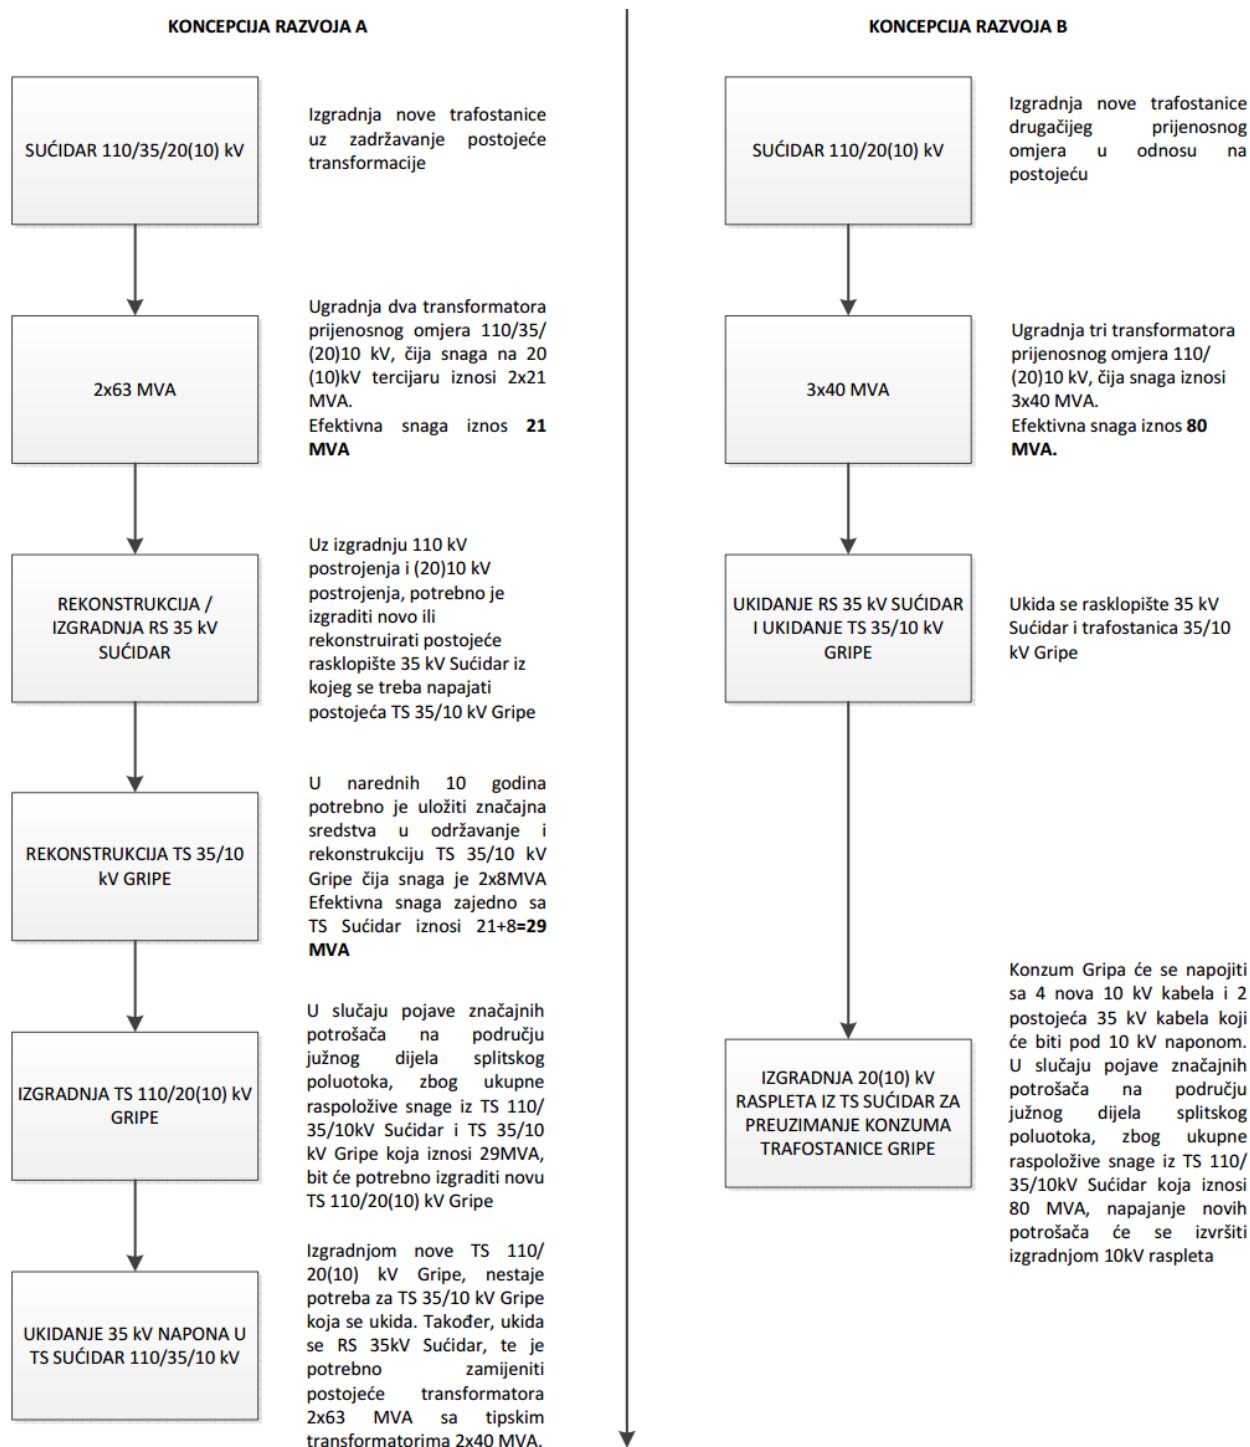 KONCEPCIJA RAZVOJA A
SUĆIDAR 110/35/20(10) kV
Izgradnja nove trafostanice
uz zadržavanje postojeće
transformacije
2x63 MVA
Ugradnja dva transformatora
prijenosnog omjera 110/35/
(20)10 kV, čija snaga na 20
(10)kV tercijaru iznosi 2x21
MVA.
Efektivna snaga iznos 21
MVA
REKONSTRUKCIJA /
IZGRADNJA RS 35 kV
SUĆIDAR
Uz izgradnju 110 kV
postrojenja i (20)10 kV
postrojenja, potrebno je
izgraditi novo ili
rekonstruirati postojeće
rasklopište 35 kV Sućidar iz
kojeg se treba napajati
postojeća TS 35/10 kV Gripe
REKONSTRUKCIJA TS 35/10
kV GRIPE
U narednih 10 godina
potrebno je uložiti značajna
sredstva u održavanje i
rekonstrukciju TS 35/10 kV
Gripe čija snaga je 2x8MVA
Efektivna snaga zajedno sa
TS Sućidar iznosi 21+8=29
MVA
IZGRADNJA TS 110/20(10) kV
GRIPE
U slučaju pojave značajnih
potrošača na području
južnog dijela splitskog
poluotoka, zbog ukupne
raspoložive snage iz TS 110/
35/10kV Sućidar i TS 35/10
kV Gripe koja iznosi 29MVA,
bit će potrebno izgraditi novu
TS 110/20(10) kV Gripe
UKIDANJE 35 kV NAPONA U
TS SUĆIDAR 110/35/10 kV
Izgradnjom nove TS 110/
20(10) kV Gripe, nestaje
potreba za TS 35/10 kV Gripe
koja se ukida. Također, ukida
se RS 35kV Sućidar, te je
potrebno zamijeniti
postojeće transformatora
2x63 MVA sa tipskim
transformatorima 2x40 MVA.
KONCEPCIJA RAZVOJA B
SUĆIDAR 110/20(10) kV
Izgradnja nove trafostanice
drugačijeg prijenosnog
omjera u odnosu na
postojeću
3x40 MVA
Ugradnja tri transformatora
prijenosnog omjera 110/
(20)10 kV, čija snaga iznosi
3x40 MVA.
Efektivna snaga iznos 80
MVA.
UKIDANJE RS 35 kV SUĆIDAR
I UKIDANJE TS 35/10 kV
GRIPE
Ukida se rasklopište 35 kV
Sućidar i trafostanica 35/10
kV Gripe
IZGRADNJA 20(10) kV
RASPLETA IZ TS SUĆIDAR ZA
PREUZIMANJE KONZUMA
TRAFOSTANICE GRIPE
Konzum Gripa će se napojiti
sa 4 nova 10 kV kabela i 2
postojeća 35 kV kabela koji
će biti pod 10 kV naponom.
U slučaju pojave značajnih
potrošača na području
južnog dijela splitskog
poluotoka, zbog ukupne
raspoložive snage iz TS 110/
35/10kV Sućidar koja iznosi
80 MVA, napajanje novih
potrošača će se izvršiti
izgradnjom 10kV raspleta